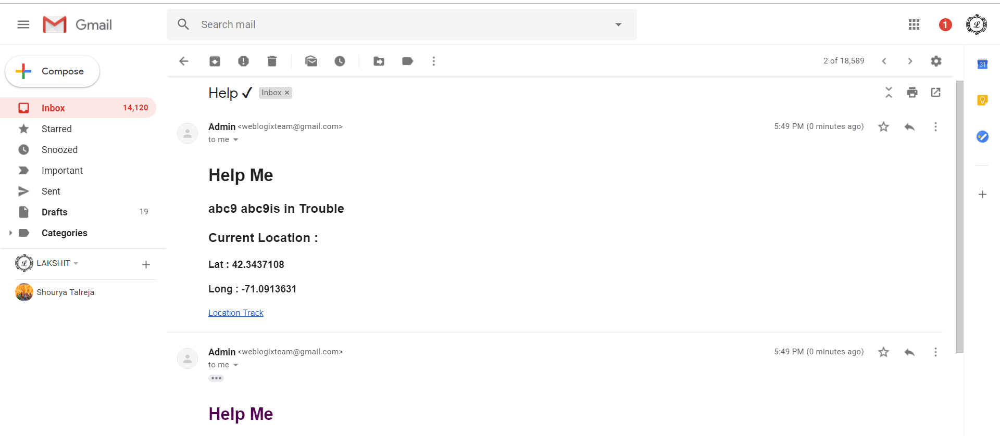 Gmail
Search mail
1
Compose
2 of 18,589
31
Help ✓ Inbox ×
Inbox 14,120
Starred
Snoozed
Important
Sent
Drafts 19
Categories
LAKSHIT
Shourya Talreja
Admin <weblogixteam@gmail.com> 5:49 PM (0 minutes ago)
to me
Help Me
abc9 abc9is in Trouble
Current Location :
Lat : 42.3437108
Long : -71.0913631
Location Track
Admin <weblogixteam@gmail.com> 5:49 PM (0 minutes ago)
to me
Help Me